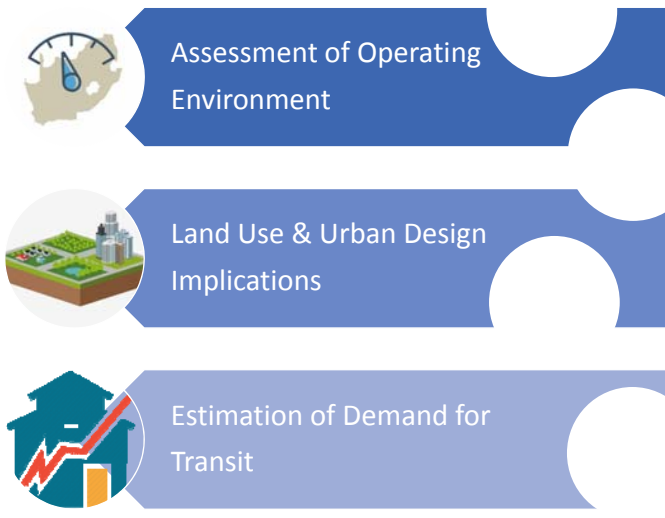 Assessment of Operating
Environment
Land Use & Urban Design
Implications
Estimation of Demand for
Transit